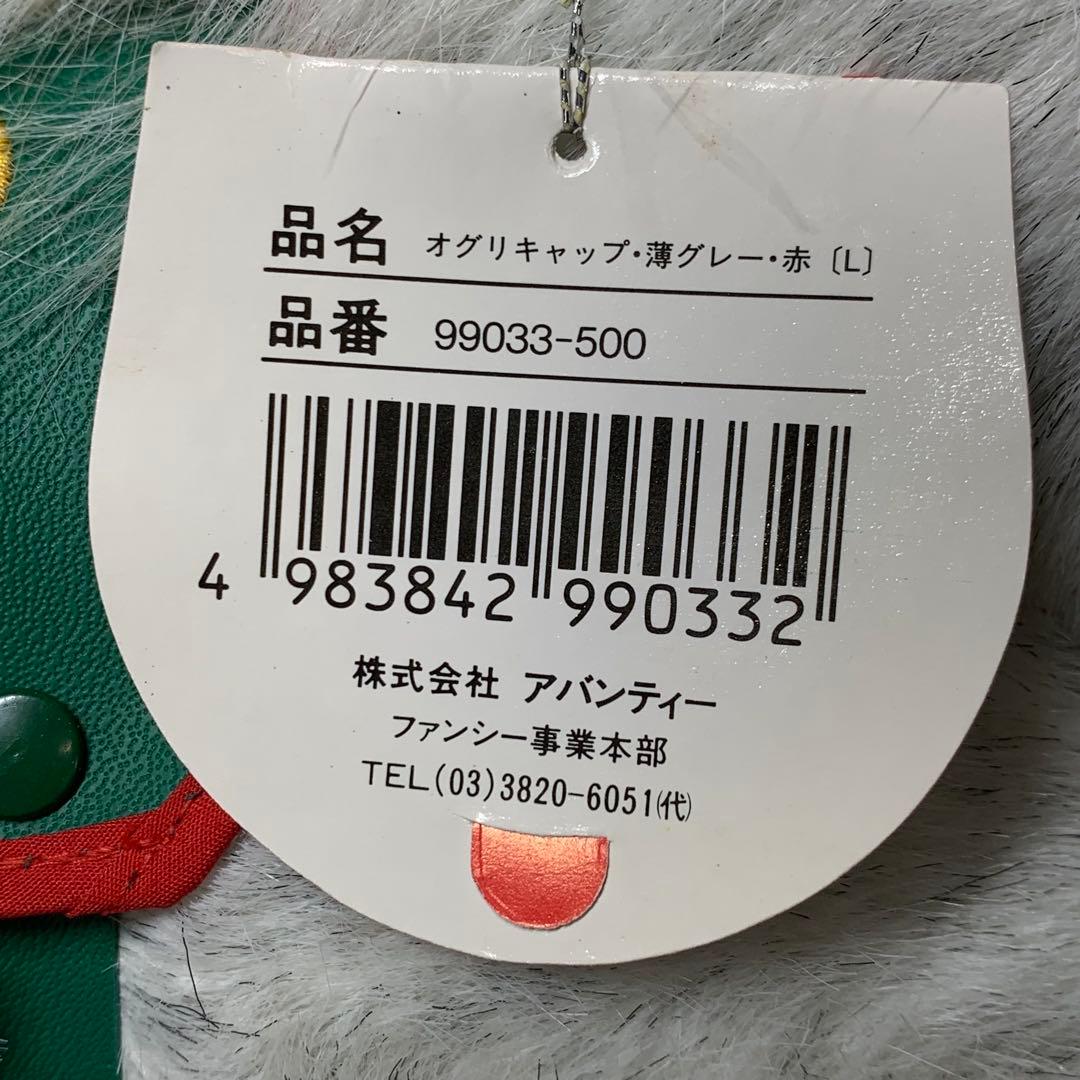 品名 オグリキャップ・薄グレー・赤〔L〕
品番 99033-500
4 983842 990332
株式会社 アバンティー
ファンシー事業本部
TEL(03)3820-6051㈹